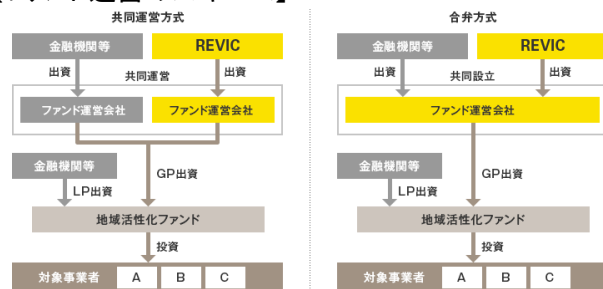 共同運営方式
金融機関等
REVIC
出資
共同運営
出資
ファンド運営会社
ファンド運営会社
金融機関等
GP出資
LP出資
地域活性化ファンド
投資
対象事業者
A
B
C
合弁方式
金融機関等
REVIC
出資
共同設立
出資
ファンド運営会社
金融機関等
GP出資
LP出資
地域活性化ファンド
投資
対象事業者
A
B
C